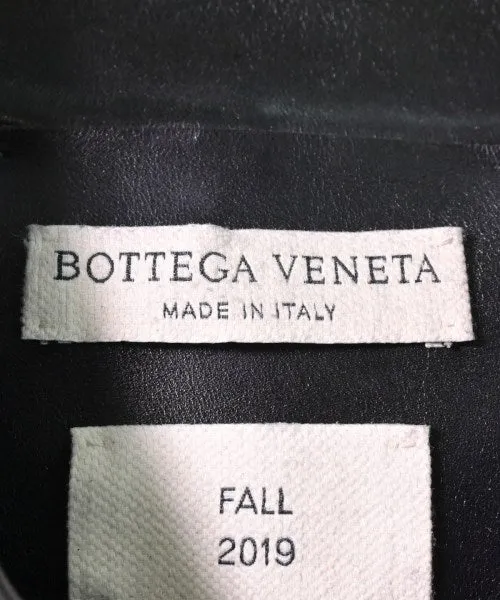 BOTTEGA VENETA
MADE IN ITALY
FALL
2019